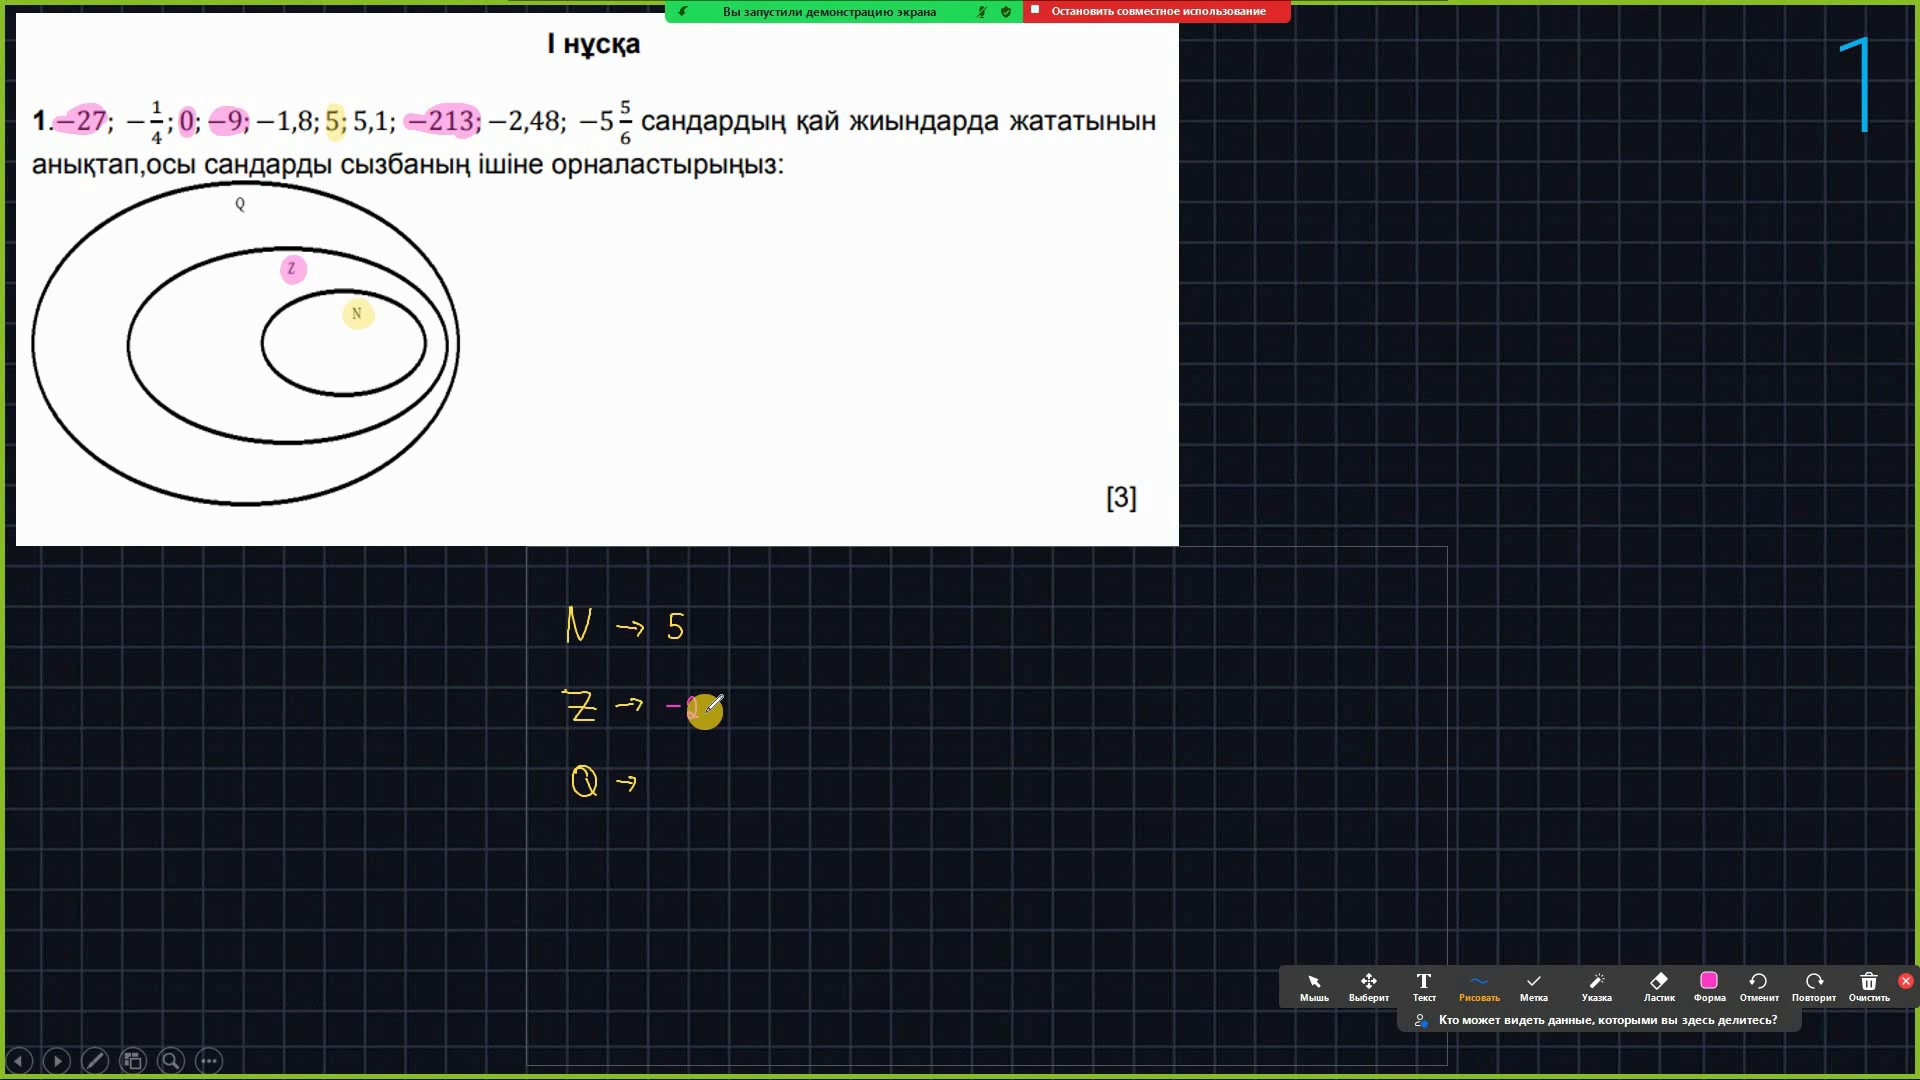 Вы запустили демонстрацию экрана
Остановить совместное использование
І нұсқа
1
1. −27; −1/4; 0; −9; −1,8; 5; 5,1; −213; −2,48; −5 5/6 сандардың қай жиындарда жататынын
анықтап,осы сандарды сызбаның ішіне орналастырыңыз:
Q
Z
N
[3]
N → 5
Z → −2
Q →
Мышь Выберит Текст Рисовать Метка Указка Ластик Форма Отменит Повторит Очистить
Кто может видеть данные, которыми вы здесь делитесь?